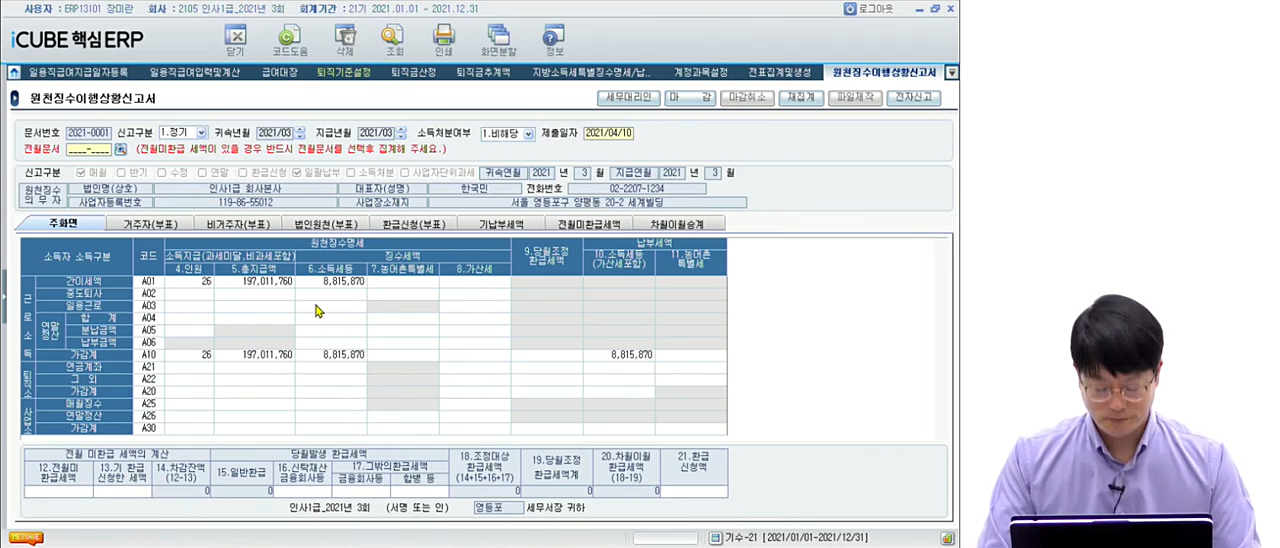 사용자 : ERP13I01 장미란 회사 : 2105 인사1급_2021년 3회 회계기간 : 21기 2021.01.01 ~ 2021.12.31 로그아웃
iCUBE 핵심ERP
닫기 코드도움 삭제 조회 인쇄 화면분할 정보
일용직급여지급일자등록 일용직급여입력및계산 급여대장 퇴직기준설정 퇴직금산정 퇴직금추계액 지방소득세특별징수명세/납.. 계정과목설정 전표집계및생성 원천징수이행상황신고서
원천징수이행상황신고서 세무대리인 마 감 마감취소 재집계 파일제작 전자신고
문서번호 2021-0001 신고구분 1.정기 귀속년월 2021/03 지급년월 2021/03 소득처분여부 1.비해당 제출일자 2021/04/10
전월문서 ____-____ (전월미환급 세액이 있을 경우 반드시 전월문서를 선택후 집계해 주세요.)
신고구분 매월 반기 수정 연말 환급신청 일괄납부 소득처분 사업자단위과세 귀속연월 2021 년 3 월 지급연월 2021 년 3 월
원천징수 의 무 자 법인명(상호) 인사1급 회사본사 대표자(성명) 한국민 전화번호 02-2207-1234
사업자등록번호 119-86-55012 사업장소재지 서울 영등포구 양평동 20-2 세계빌딩
주화면 거주자(부표) 비거주자(부표) 법인원천(부표) 환급신청(부표) 기납부세액 전월미환급세액 차월이월승계
소득자 소득구분 코드 원천징수명세 9.당월조정 환급세액 납부세액
소득지급(과세미달,비과세포함) 징수세액 10.소득세등 (가산세포함) 11.농어촌 특별세
4.인원 5.총지급액 6.소득세등 7.농어촌특별세 8.가산세
근로소득 간이세액 A01 26 197,011,760 8,815,870
중도퇴사 A02
일용근로 A03
연말정산 합 계 A04
분납금액 A05
납부금액 A06
가감계 A10 26 197,011,760 8,815,870 8,815,870
퇴직소 연금계좌 A21
그 외 A22
가감계 A20
사업소 매월징수 A25
연말정산 A26
가감계 A30
전월 미환급 세액의 계산 당월발생 환급세액 18.조정대상 환급세액 (14+15+16+17) 19.당월조정 환급세액계 20.차월이월 환급세액 (18-19) 21.환급 신청액
12.전월미 환급세액 13.기 환급 신청한 세액 14.차감잔액 (12-13) 15.일반환급 16.신탁재산 금융회사등 17.그밖의환급세액
금융회사등 합병 등
0 0 0 0 0
인사1급_2021년 3회 (서명 또는 인) 영등포 세무서장 귀하
MESSAGE 기수-21 [2021/01/01~2021/12/31]